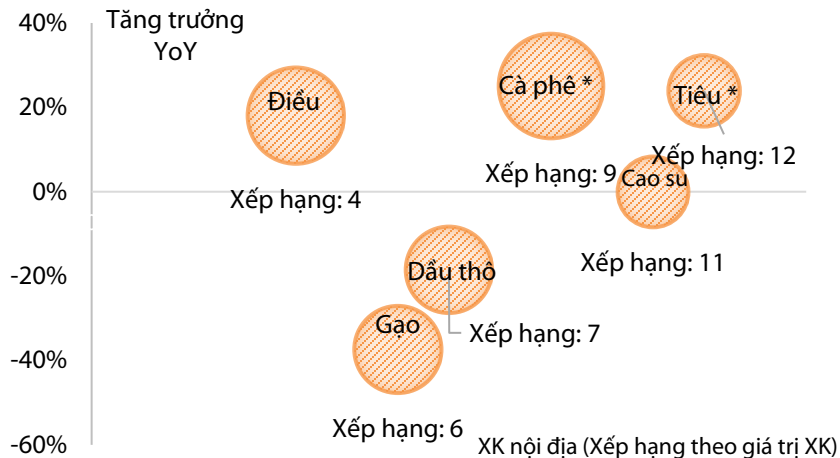 40%
Tăng trưởng
YoY
20%
0%
-20%
-40%
-60%
Điều
Xếp hạng: 4
Cà phê *
Xếp hạng: 9
Tiêu *
Xếp hạng: 12
Cao su
Xếp hạng: 11
Dầu thô
Xếp hạng: 7
Gạo
Xếp hạng: 6
XK nội địa (Xếp hạng theo giá trị XK)